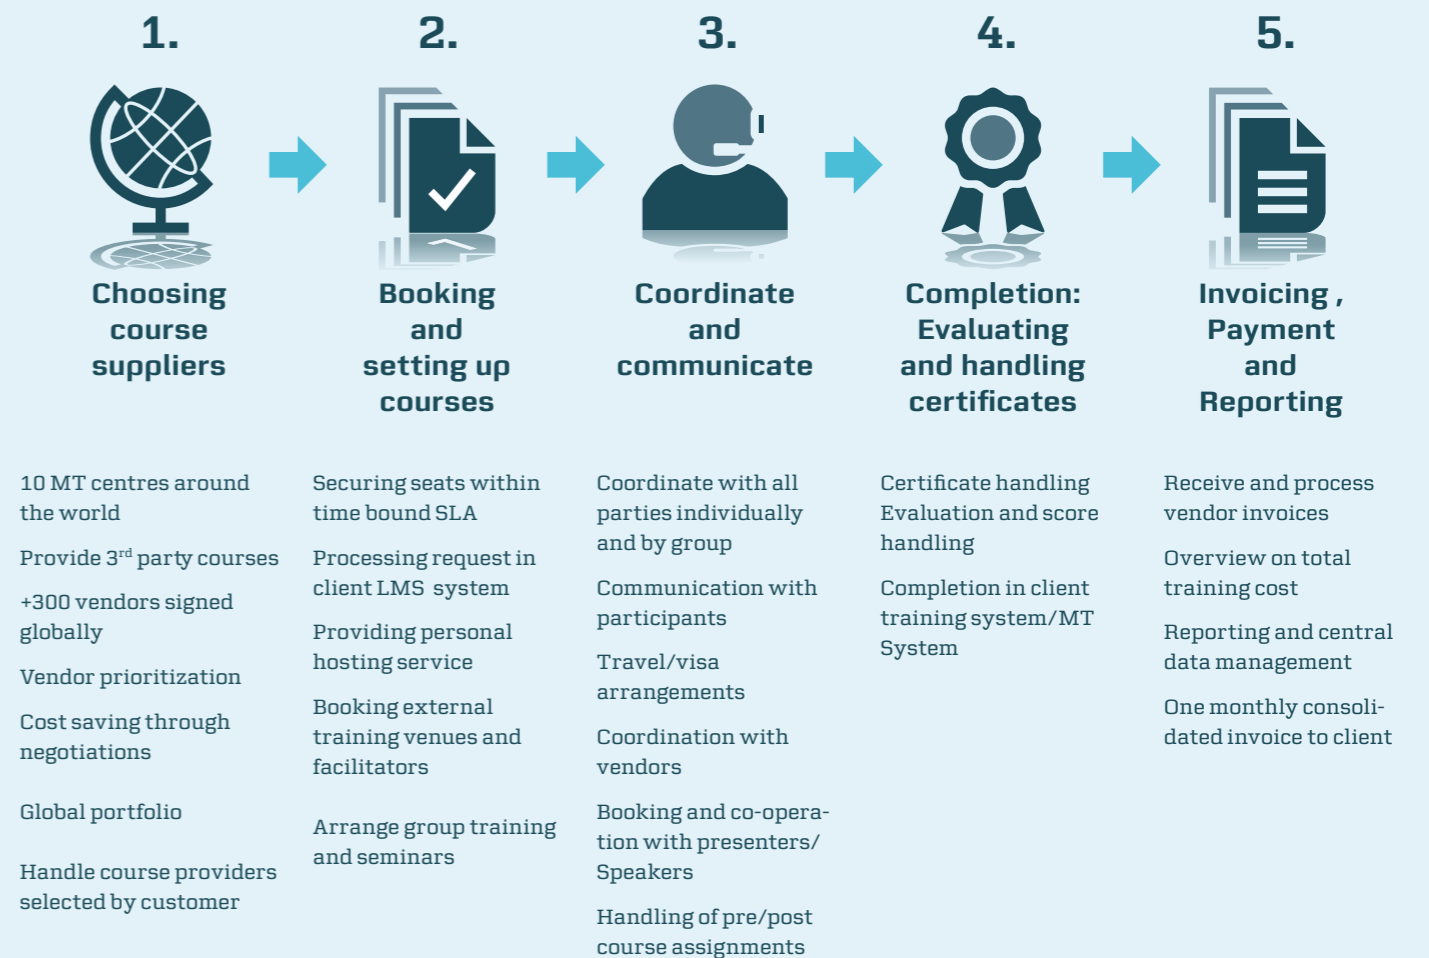 1.
Choosing
course
suppliers
10 MT centres around
the world
Provide 3rd party courses
+300 vendors signed
globally
Vendor prioritization
Cost saving through
negotiations
Global portfolio
Handle course providers
selected by customer
2.
Booking
and
setting up
courses
Securing seats within
time bound SLA
Processing request in
client LMS system
Providing personal
hosting service
Booking external
training venues and
facilitators
Arrange group training
and seminars
3.
Coordinate
and
communicate
Coordinate with all
parties individually
and by group
Communication with
participants
Travel/visa
arrangements
Coordination with
vendors
Booking and co-opera-
tion with presenters/
Speakers
Handling of pre/post
course assignments
4.
Completion:
Evaluating
and handling
certificates
Certificate handling
Evaluation and score
handling
Completion in client
training system/MT
System
5.
Invoicing ,
Payment
and
Reporting
Receive and process
vendor invoices
Overview on total
training cost
Reporting and central
data management
One monthly consoli-
dated invoice to client